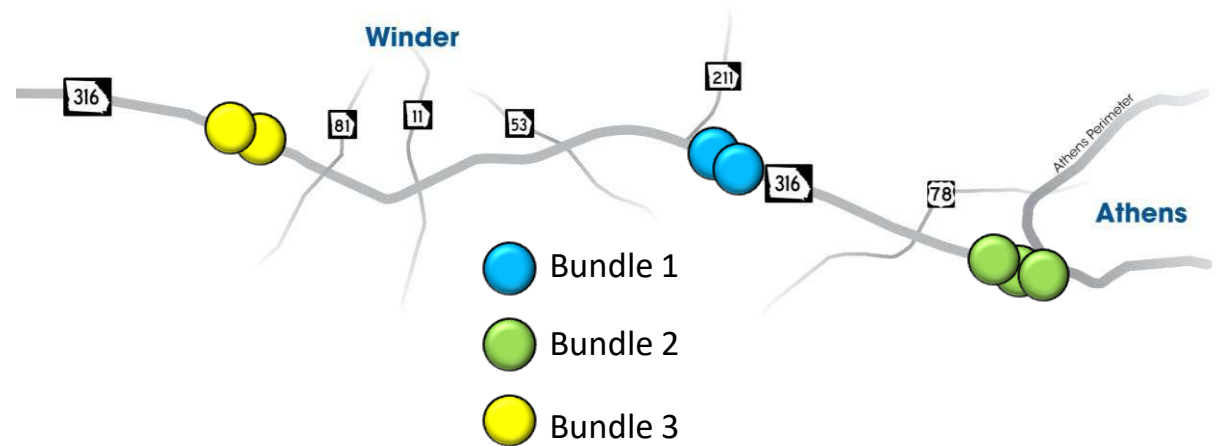 Winder
316
81
11
53
211
Athens Perimeter
316
78
Athens
Bundle 1
Bundle 2
Bundle 3